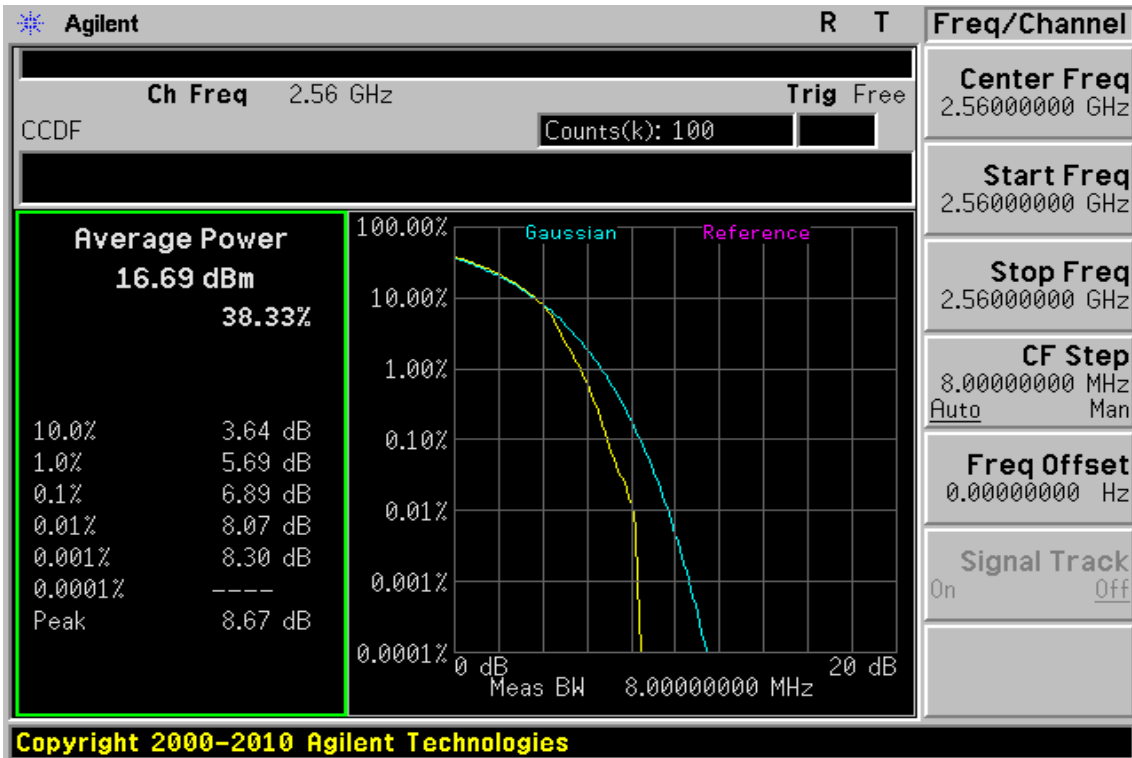 Agilent R T
Ch Freq 2.56 GHz Trig Free
CCDF Counts(k): 100
Average Power
16.69 dBm
38.33%
10.0% 3.64 dB
1.0% 5.69 dB
0.1% 6.89 dB
0.01% 8.07 dB
0.001% 8.30 dB
0.0001% ----
Peak 8.67 dB
Gaussian Reference
100.00%
10.00%
1.00%
0.10%
0.01%
0.001%
0.0001%
0 dB 20 dB
Meas BW 8.00000000 MHz
Freq/Channel
Center Freq
2.56000000 GHz
Start Freq
2.56000000 GHz
Stop Freq
2.56000000 GHz
CF Step
8.00000000 MHz
Auto Man
Freq Offset
0.00000000 Hz
Signal Track
On Off
Copyright 2000-2010 Agilent Technologies